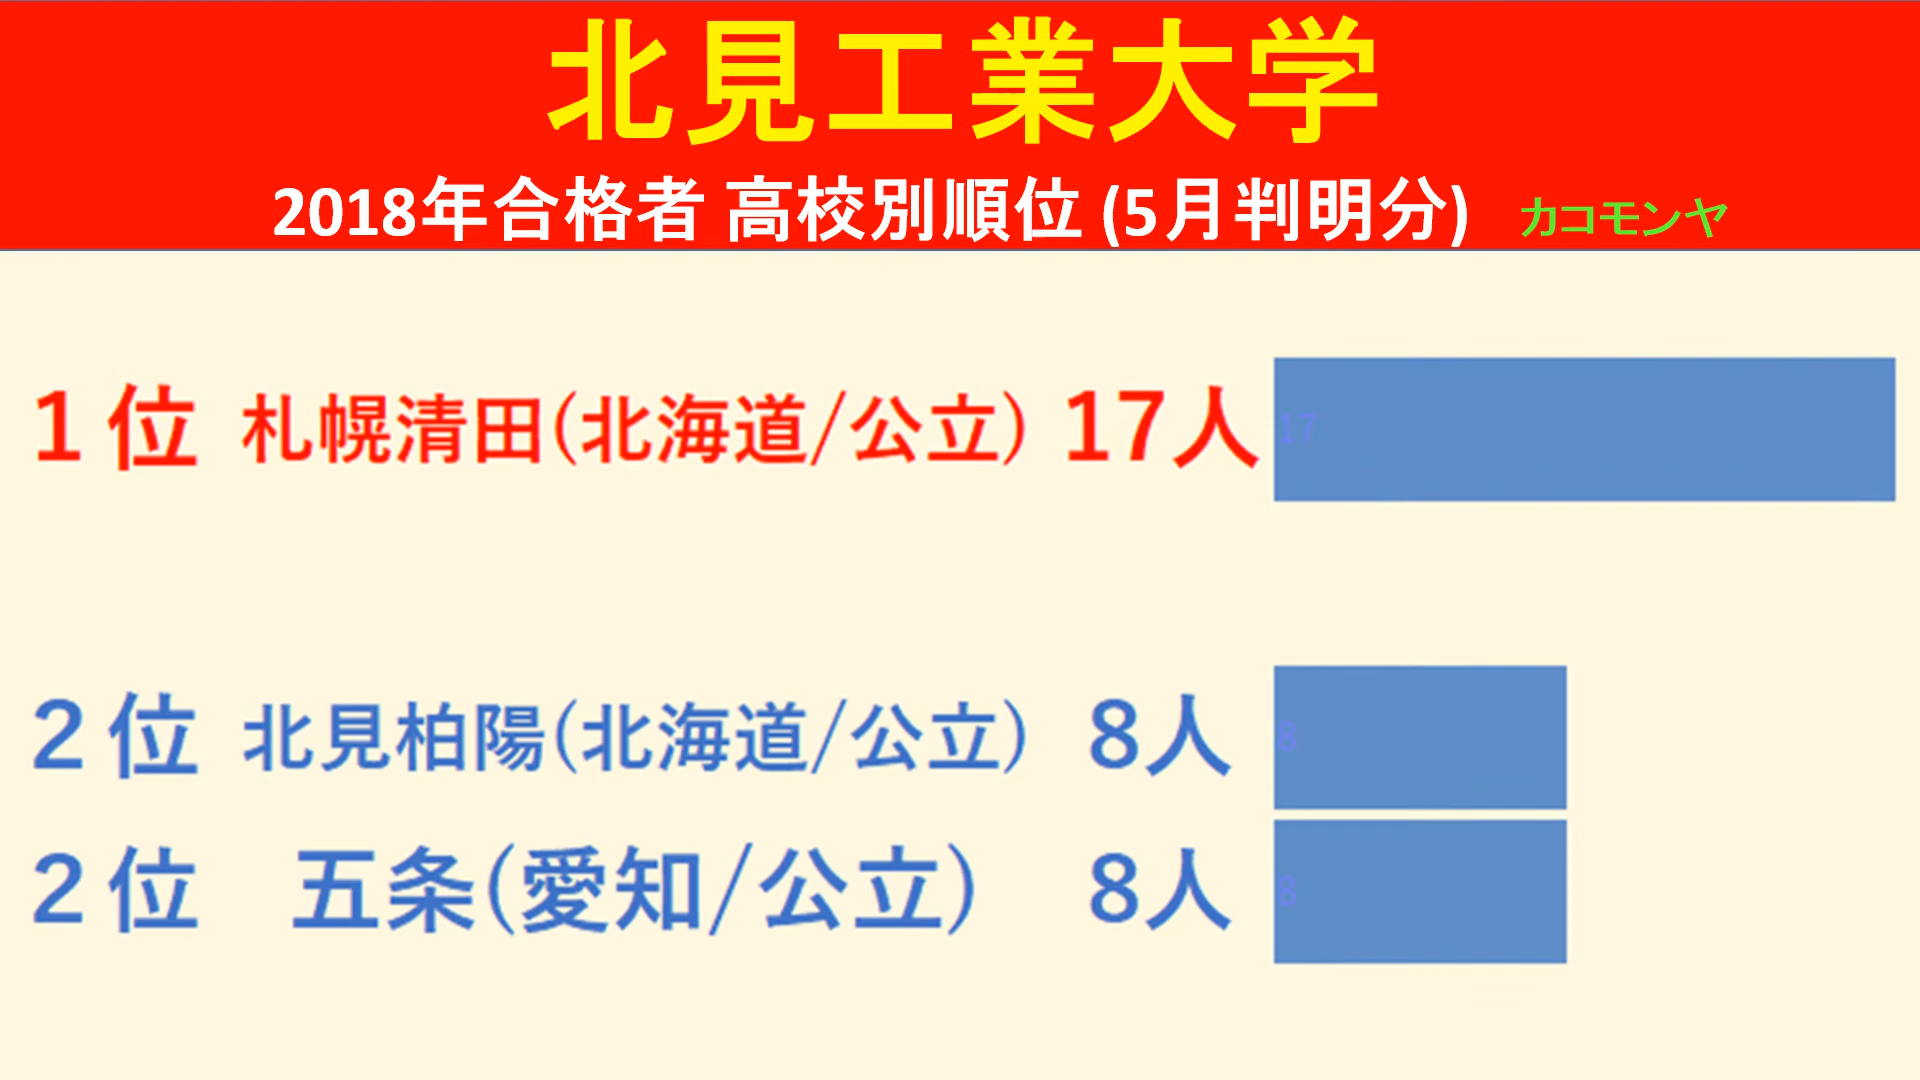 北見工業大学
2018年合格者 高校別順位 (5月判明分) カコモンヤ
1位 札幌清田(北海道/公立) 17人 17
2位 北見柏陽(北海道/公立) 8人 8
2位 五条(愛知/公立) 8人 8